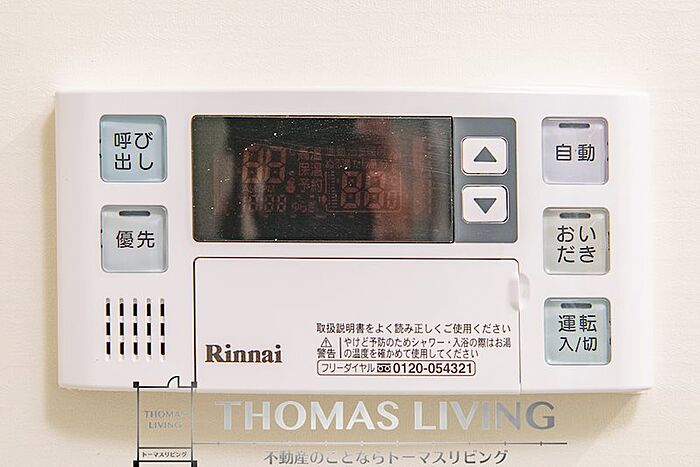 呼び
出し
優先
自動
おい
だき
運転
入/切
取扱説明書をよく読み正しくご使用ください
警告 やけど予防のためシャワー・入浴の際はお湯
の温度を確かめて使用してください
フリーダイヤル 0120-054321
Rinnai
THOMAS
LIVING
トーマスリビング
THOMAS LIVING
不動産のことならトーマスリビング